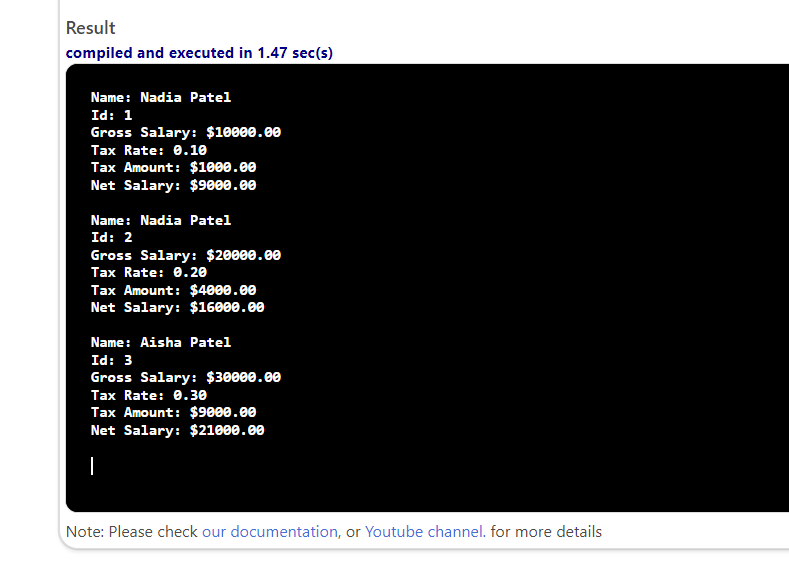 Result
compiled and executed in 1.47 sec(s)
Name: Nadia Patel
Id: 1
Gross Salary: $10000.00
Tax Rate: 0.10
Tax Amount: $1000.00
Net Salary: $9000.00
Name: Nadia Patel
Id: 2
Gross Salary: $20000.00
Tax Rate: 0.20
Tax Amount: $4000.00
Net Salary: $16000.00
Name: Aisha Patel
Id: 3
Gross Salary: $30000.00
Tax Rate: 0.30
Tax Amount: $9000.00
Net Salary: $21000.00
Note: Please check our documentation, or Youtube channel. for more details